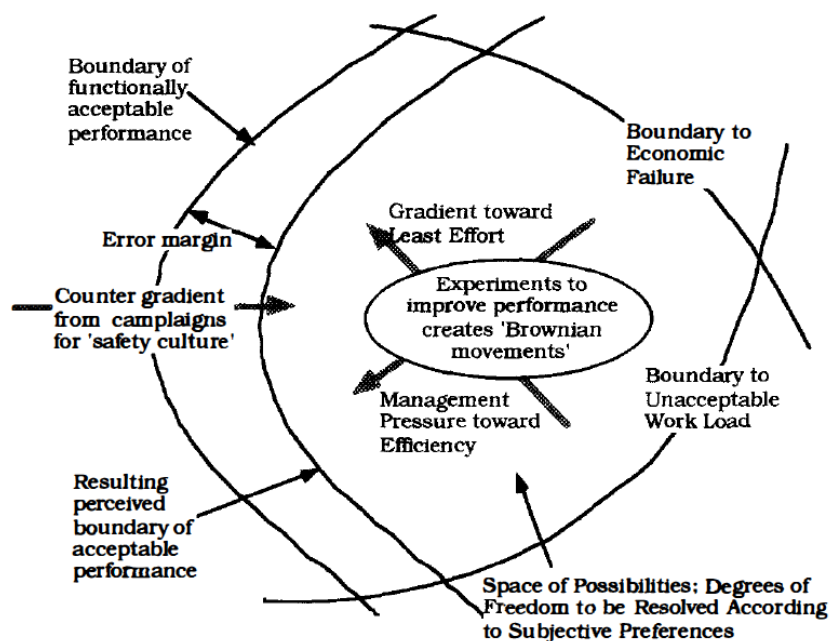 Boundary of
functionally
acceptable
performance
Boundary to
Economic
Failure
Gradient toward
Least Effort
Error margin
Experiments to
improve performance
creates 'Brownian
movements'
Counter gradient
from camplaigns
for 'safety culture'
Management
Pressure toward
Efficiency
Boundary to
Unacceptable
Work Load
Resulting
perceived
boundary of
acceptable
performance
Space of Possibilities; Degrees of
Freedom to be Resolved According
to Subjective Preferences